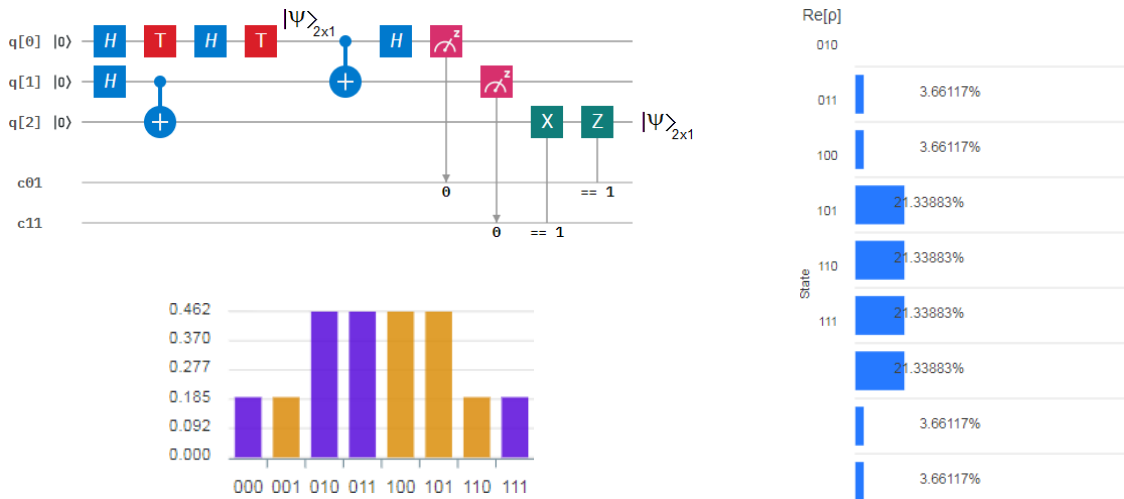 q[0] |0⟩ H T H T |Ψ⟩2x1 H z
q[1] |0⟩ H + z
q[2] |0⟩ + X Z |Ψ⟩2x1
c01 0 == 1
c11 0 == 1
0.462
0.370
0.277
0.185
0.092
0.000
000 001 010 011 100 101 110 111
Re[ρ]
State
010
011
100
101
110
111
3.66117%
3.66117%
21.33883%
21.33883%
21.33883%
21.33883%
3.66117%
3.66117%